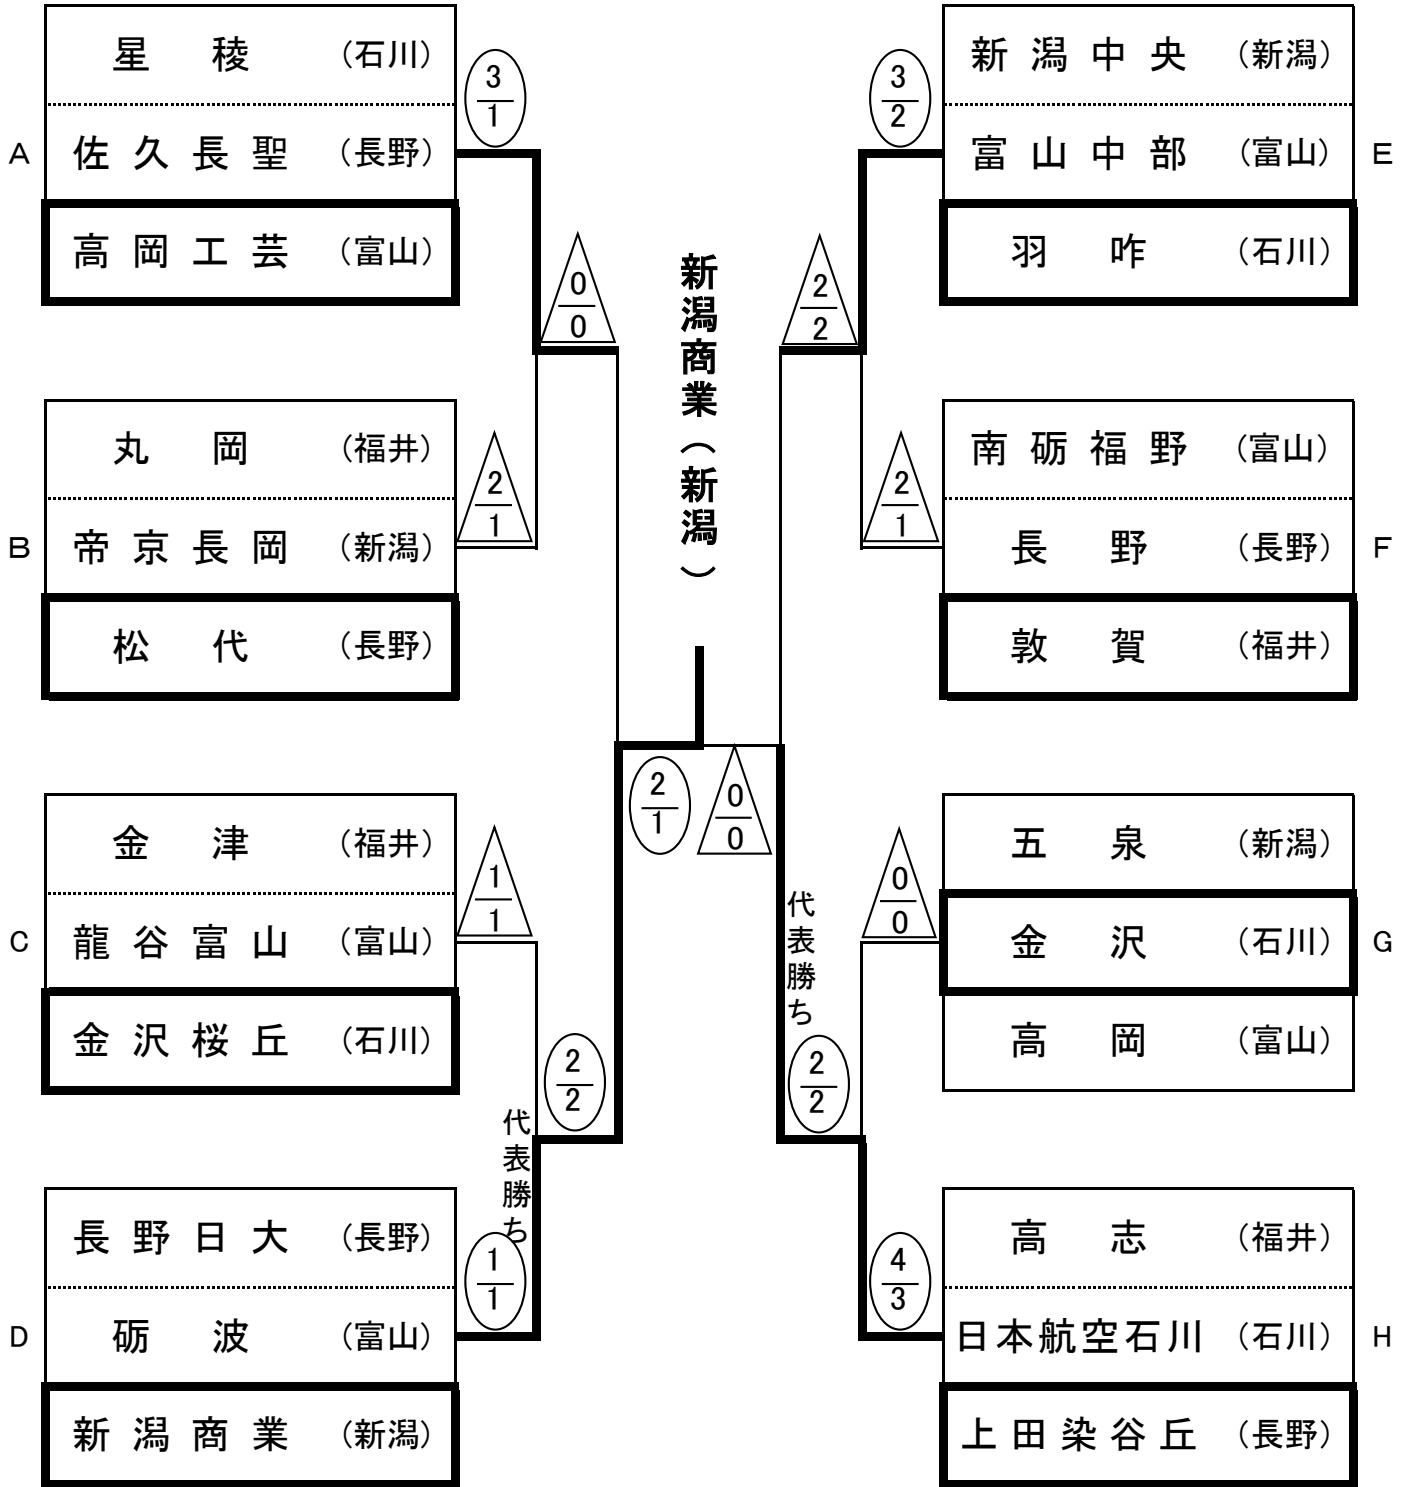 星稜 (石川)
A 佐久長聖 (長野)
高岡工芸 (富山)
3
1
0
0
丸岡 (福井)
B 帝京長岡 (新潟)
松代 (長野)
2
1
金津 (福井)
C 龍谷富山 (富山)
金沢桜丘 (石川)
1
1
2
2
代表勝ち
長野日大 (長野)
D 砺波 (富山)
新潟商業 (新潟)
1
1
新潟商業(新潟)
2
1
0
0
新潟中央 (新潟)
富山中部 (富山) E
羽咋 (石川)
3
2
2
2
南砺福野 (富山)
長野 (長野) F
敦賀 (福井)
2
1
五泉 (新潟)
金沢 (石川) G
高岡 (富山)
0
0
代表勝ち
2
2
高志 (福井)
日本航空石川 (石川) H
上田染谷丘 (長野)
4
3